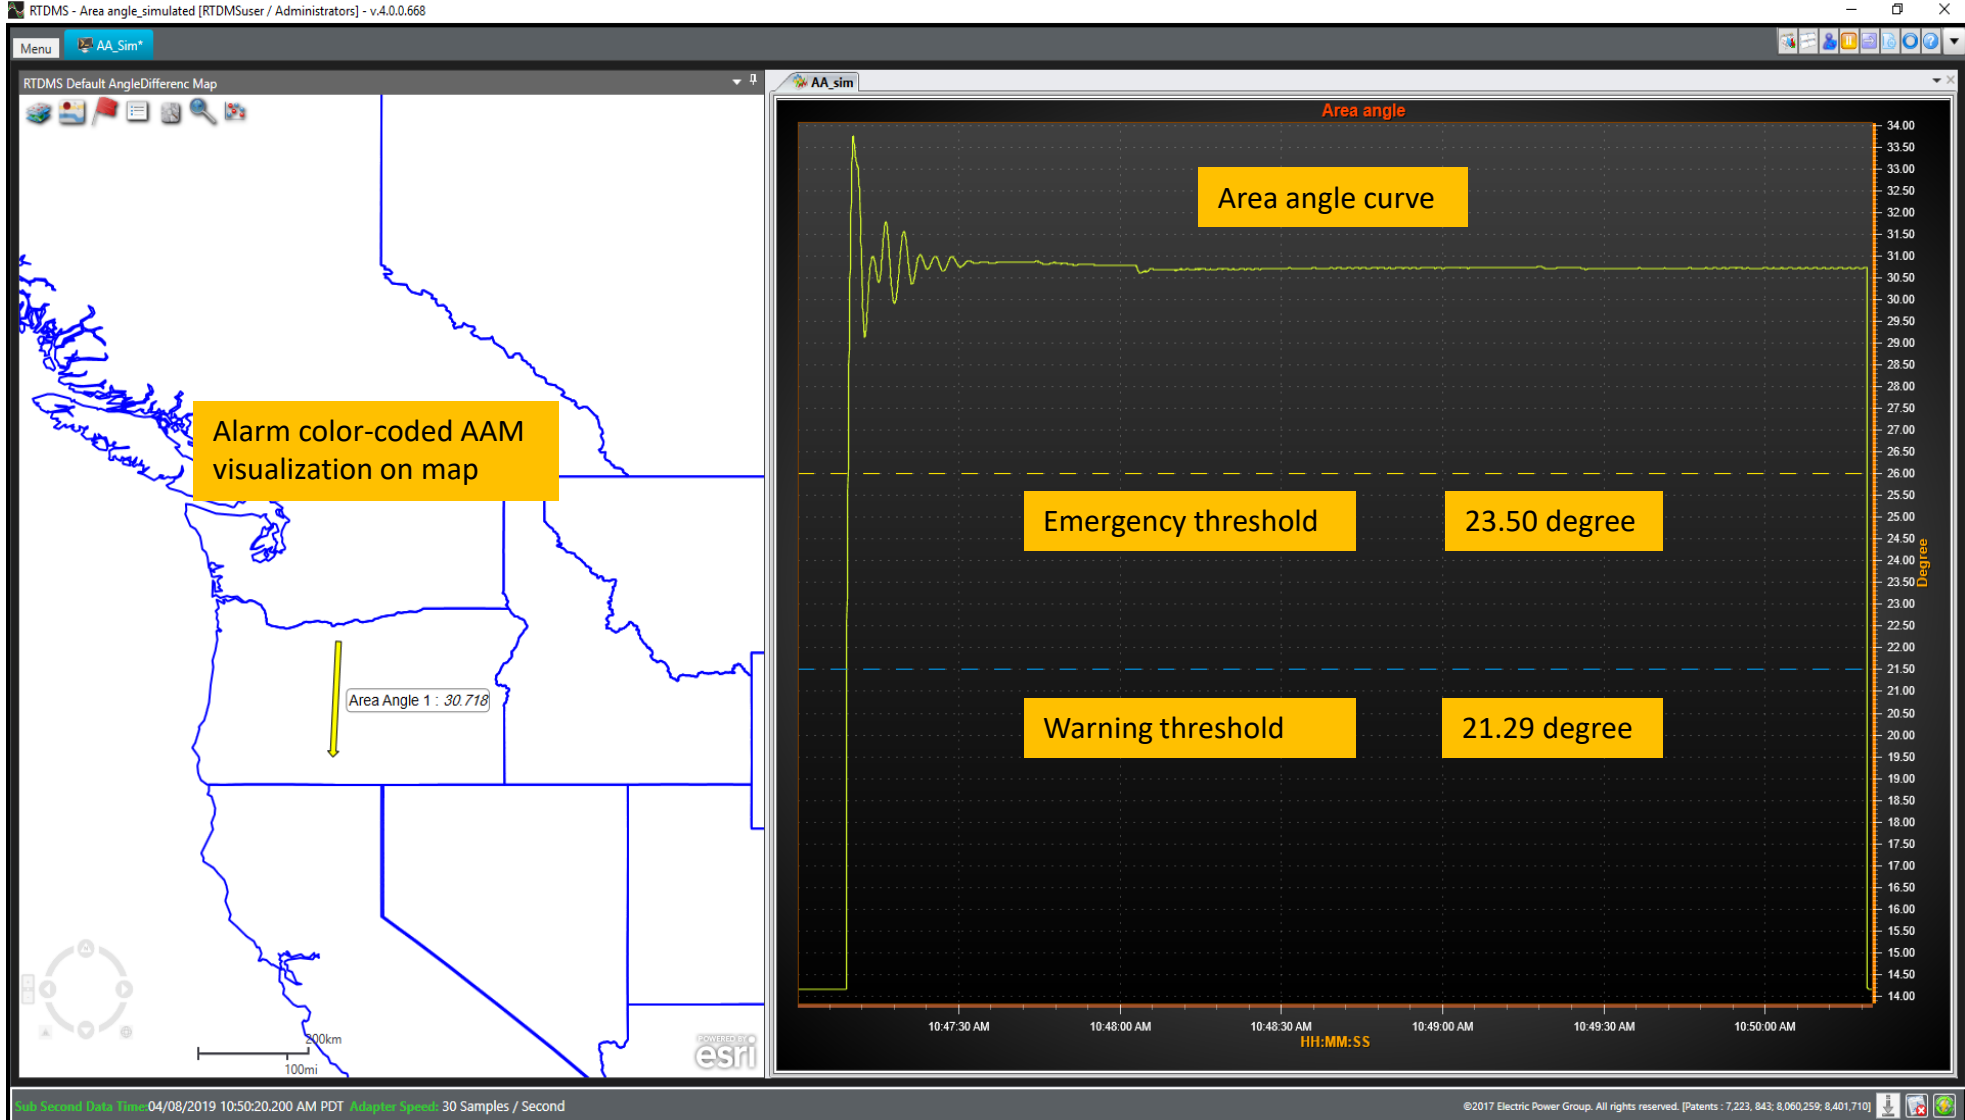 RTDMS - Area angle_simulated [RTDMSuser / Administrators] - v.4.0.0.668
Menu
AA_Sim*
RTDMS Default AngleDifferenc Map
AA_sim
Area angle
Area angle curve
Alarm color-coded AAM
visualization on map
Emergency threshold
23.50 degree
Warning threshold
21.29 degree
Area Angle 1 : 30.718
34.00
33.50
33.00
32.50
32.00
31.50
31.00
30.50
30.00
29.50
29.00
28.50
28.00
27.50
27.00
26.50
26.00
25.50
25.00
24.50
24.00
23.50
23.00
22.50
22.00
21.50
21.00
20.50
20.00
19.50
19.00
18.50
18.00
17.50
17.00
16.50
16.00
15.50
15.00
14.50
14.00
Degree
10:47:30 AM
10:48:00 AM
10:48:30 AM
10:49:00 AM
10:49:30 AM
10:50:00 AM
HH:MM:SS
200km
100mi
POWERED BY
esri
Sub Second Data Time:04/08/2019 10:50:20.200 AM PDT Adapter Speed: 30 Samples / Second
©2017 Electric Power Group. All rights reserved. [Patents : 7,223, 843; 8,060,259; 8,401,710]